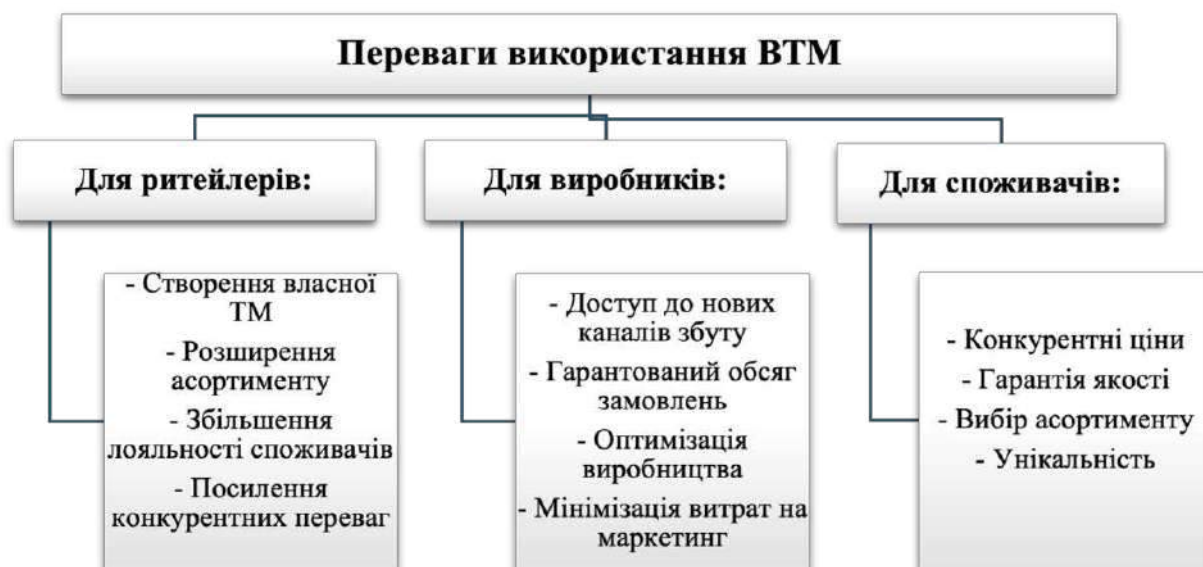 Переваги використання ВТМ
Для ритейлерів:
- Створення власної
ТМ
- Розширення
асортименту
- Збільшення
лояльності споживачів
- Посилення
конкурентних переваг
Для виробників:
- Доступ до нових
каналів збуту
- Гарантований обсяг
замовлень
- Оптимізація
виробництва
- Мінімізація витрат на
маркетинг
Для споживачів:
- Конкурентні ціни
- Гарантія якості
- Вибір асортименту
- Унікальність